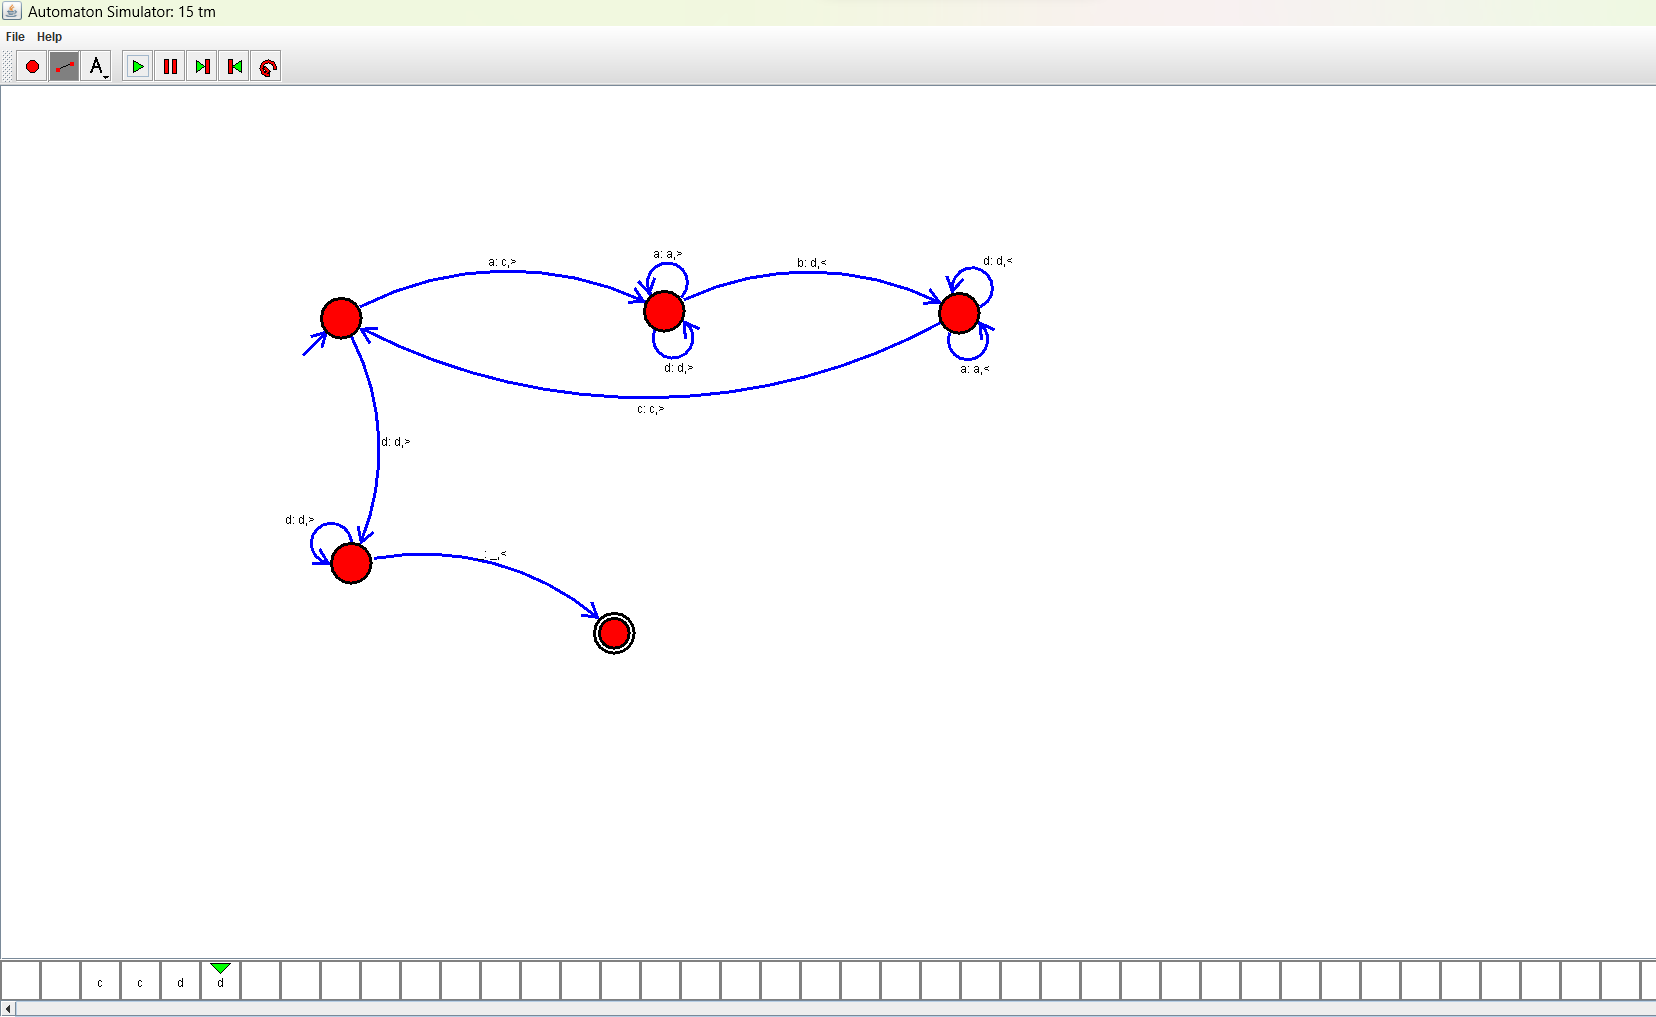 Automaton Simulator: 15 tm
File Help
A
d: d,<
a: a,>
a: c,>
b: d,<
d: d,>
a: a,<
c: c,>
d: d,>
d: d,>
: _,<
c c d d